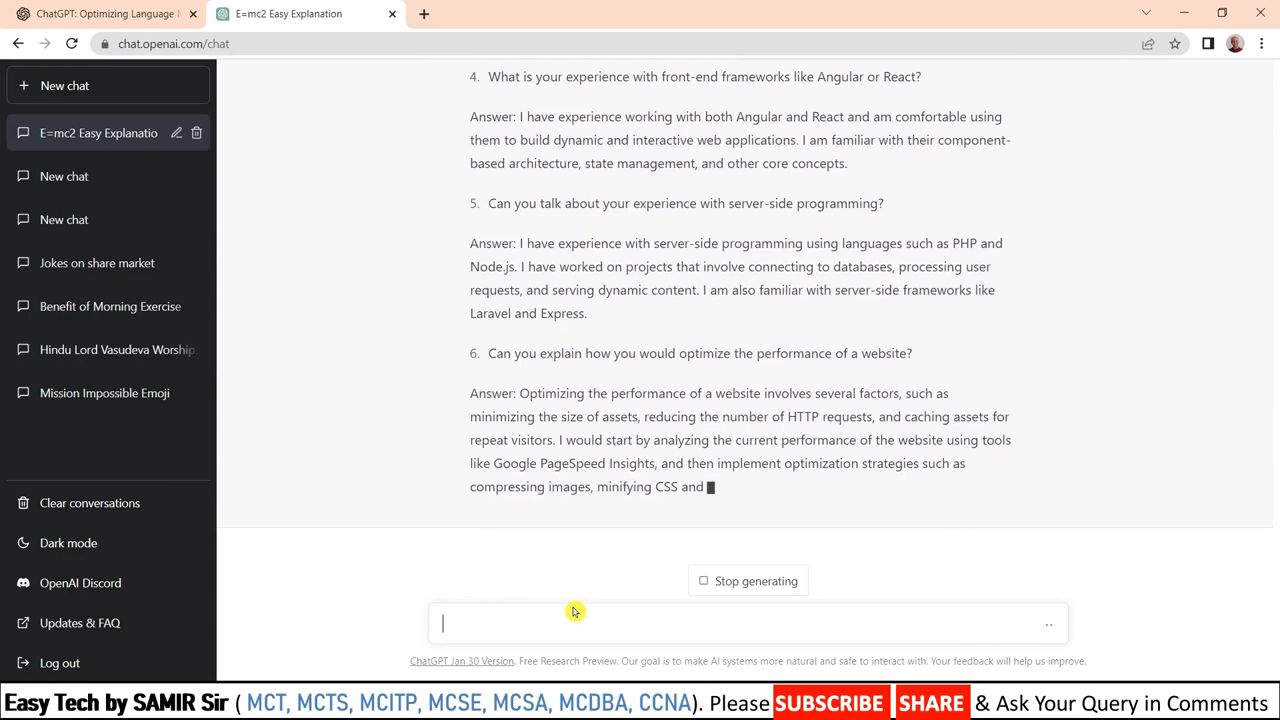 ChatGPT: Optimizing Language M
E=mc2 Easy Explanation
chat.openai.com/chat
New chat
E=mc2 Easy Explanatio
New chat
New chat
Jokes on share market
Benefit of Morning Exercise
Hindu Lord Vasudeva Worship.
Mission Impossible Emoji
Clear conversations
Dark mode
OpenAI Discord
Updates & FAQ
Log out
4. What is your experience with front-end frameworks like Angular or React?
Answer: I have experience working with both Angular and React and am comfortable using
them to build dynamic and interactive web applications. I am familiar with their component-
based architecture, state management, and other core concepts.
5. Can you talk about your experience with server-side programming?
Answer: I have experience with server-side programming using languages such as PHP and
Node.js. I have worked on projects that involve connecting to databases, processing user
requests, and serving dynamic content. I am also familiar with server-side frameworks like
Laravel and Express.
6. Can you explain how you would optimize the performance of a website?
Answer: Optimizing the performance of a website involves several factors, such as
minimizing the size of assets, reducing the number of HTTP requests, and caching assets for
repeat visitors. I would start by analyzing the current performance of the website using tools
like Google PageSpeed Insights, and then implement optimization strategies such as
compressing images, minifying CSS and
Stop generating
ChatGPT Jan 30 Version. Free Research Preview. Our goal is to make AI systems more natural and safe to interact with. Your feedback will help us improve.
Easy Tech by SAMIR Sir ( MCT, MCTS, MCITP, MCSE, MCSA, MCDBA, CCNA). Please SUBSCRIBE SHARE & Ask Your Query in Comments